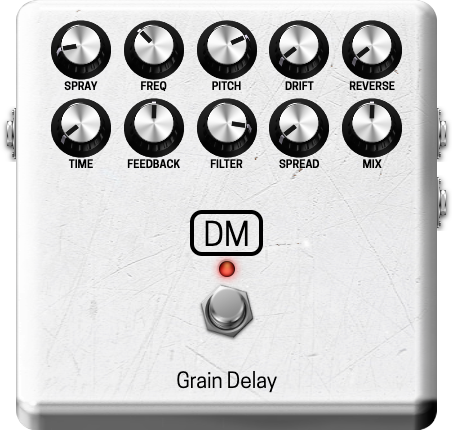 SPRAY FREQ PITCH DRIFT REVERSE
TIME FEEDBACK FILTER SPREAD MIX
DM
Grain Delay